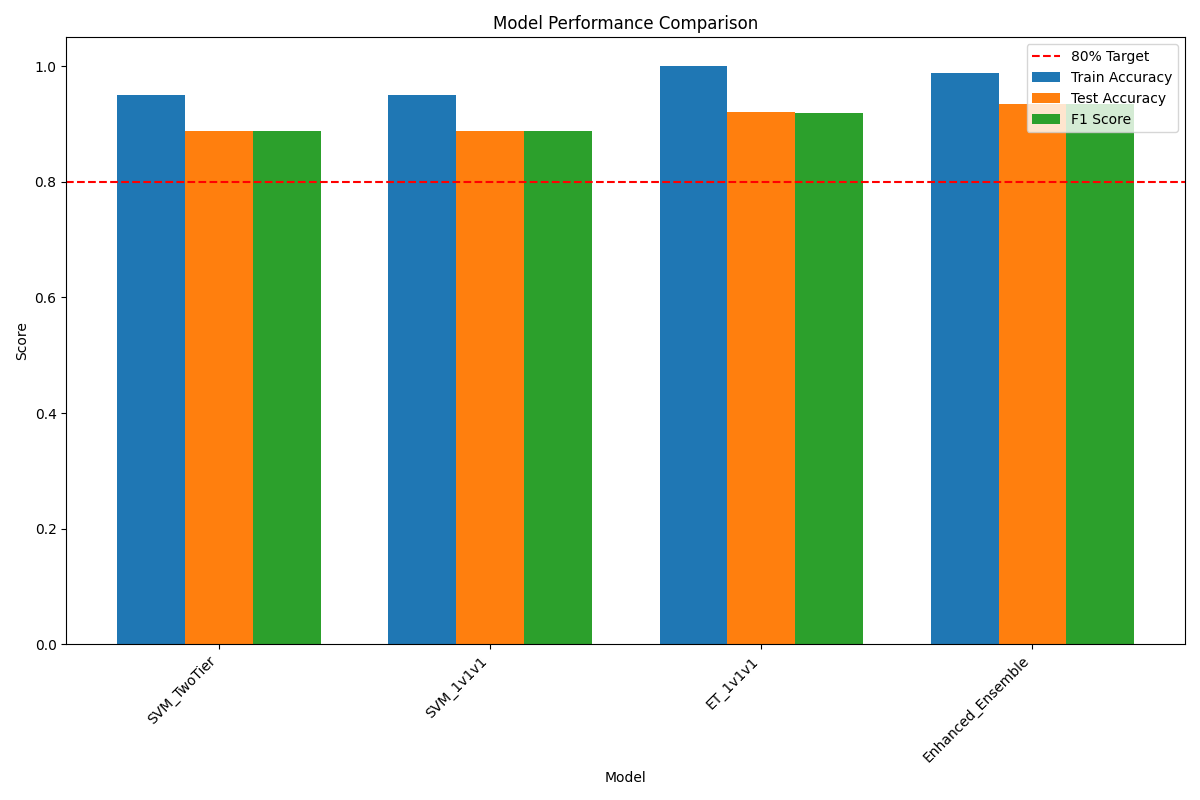 Model Performance Comparison
80% Target
Train Accuracy
Test Accuracy
F1 Score
Score
1.0
0.8
0.6
0.4
0.2
0.0
SVM_TwoTier
SVM_1v1v1
ET_1v1v1
Enhanced_Ensemble
Model